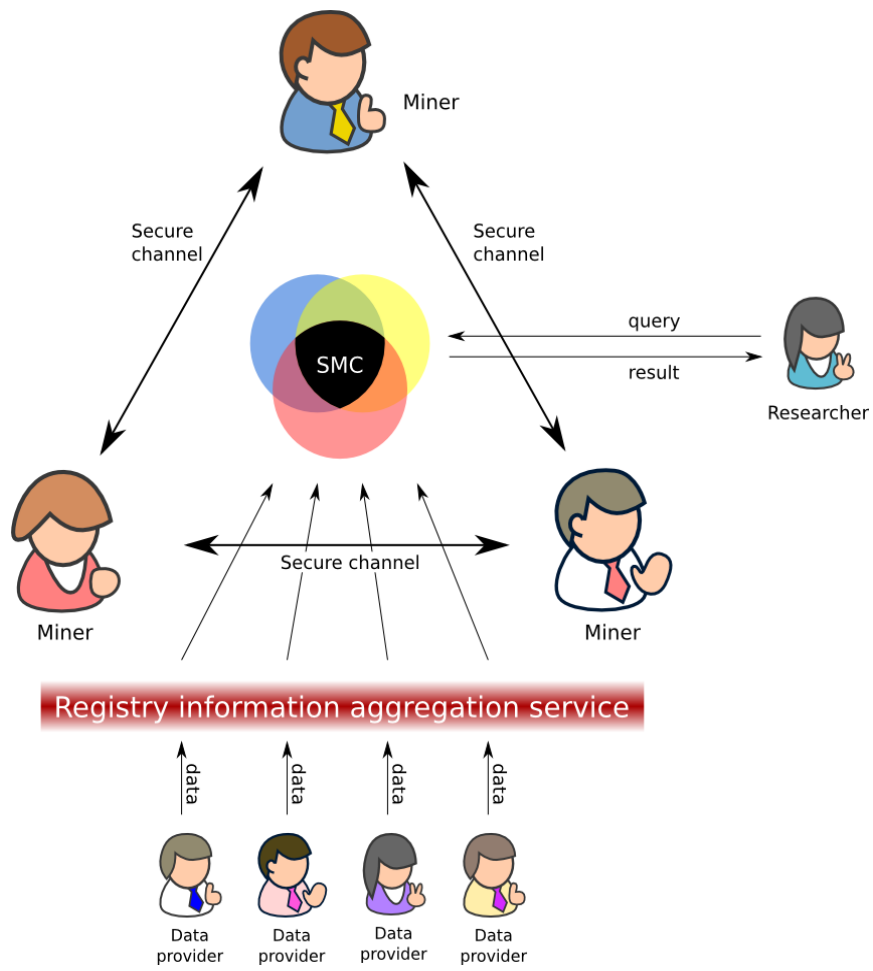 Miner
Secure
channel
Secure
channel
query
SMC
result
Researcher
Secure channel
Miner
Miner
Registry information aggregation service
data
data
data
data
Data
provider
Data
provider
Data
provider
Data
provider